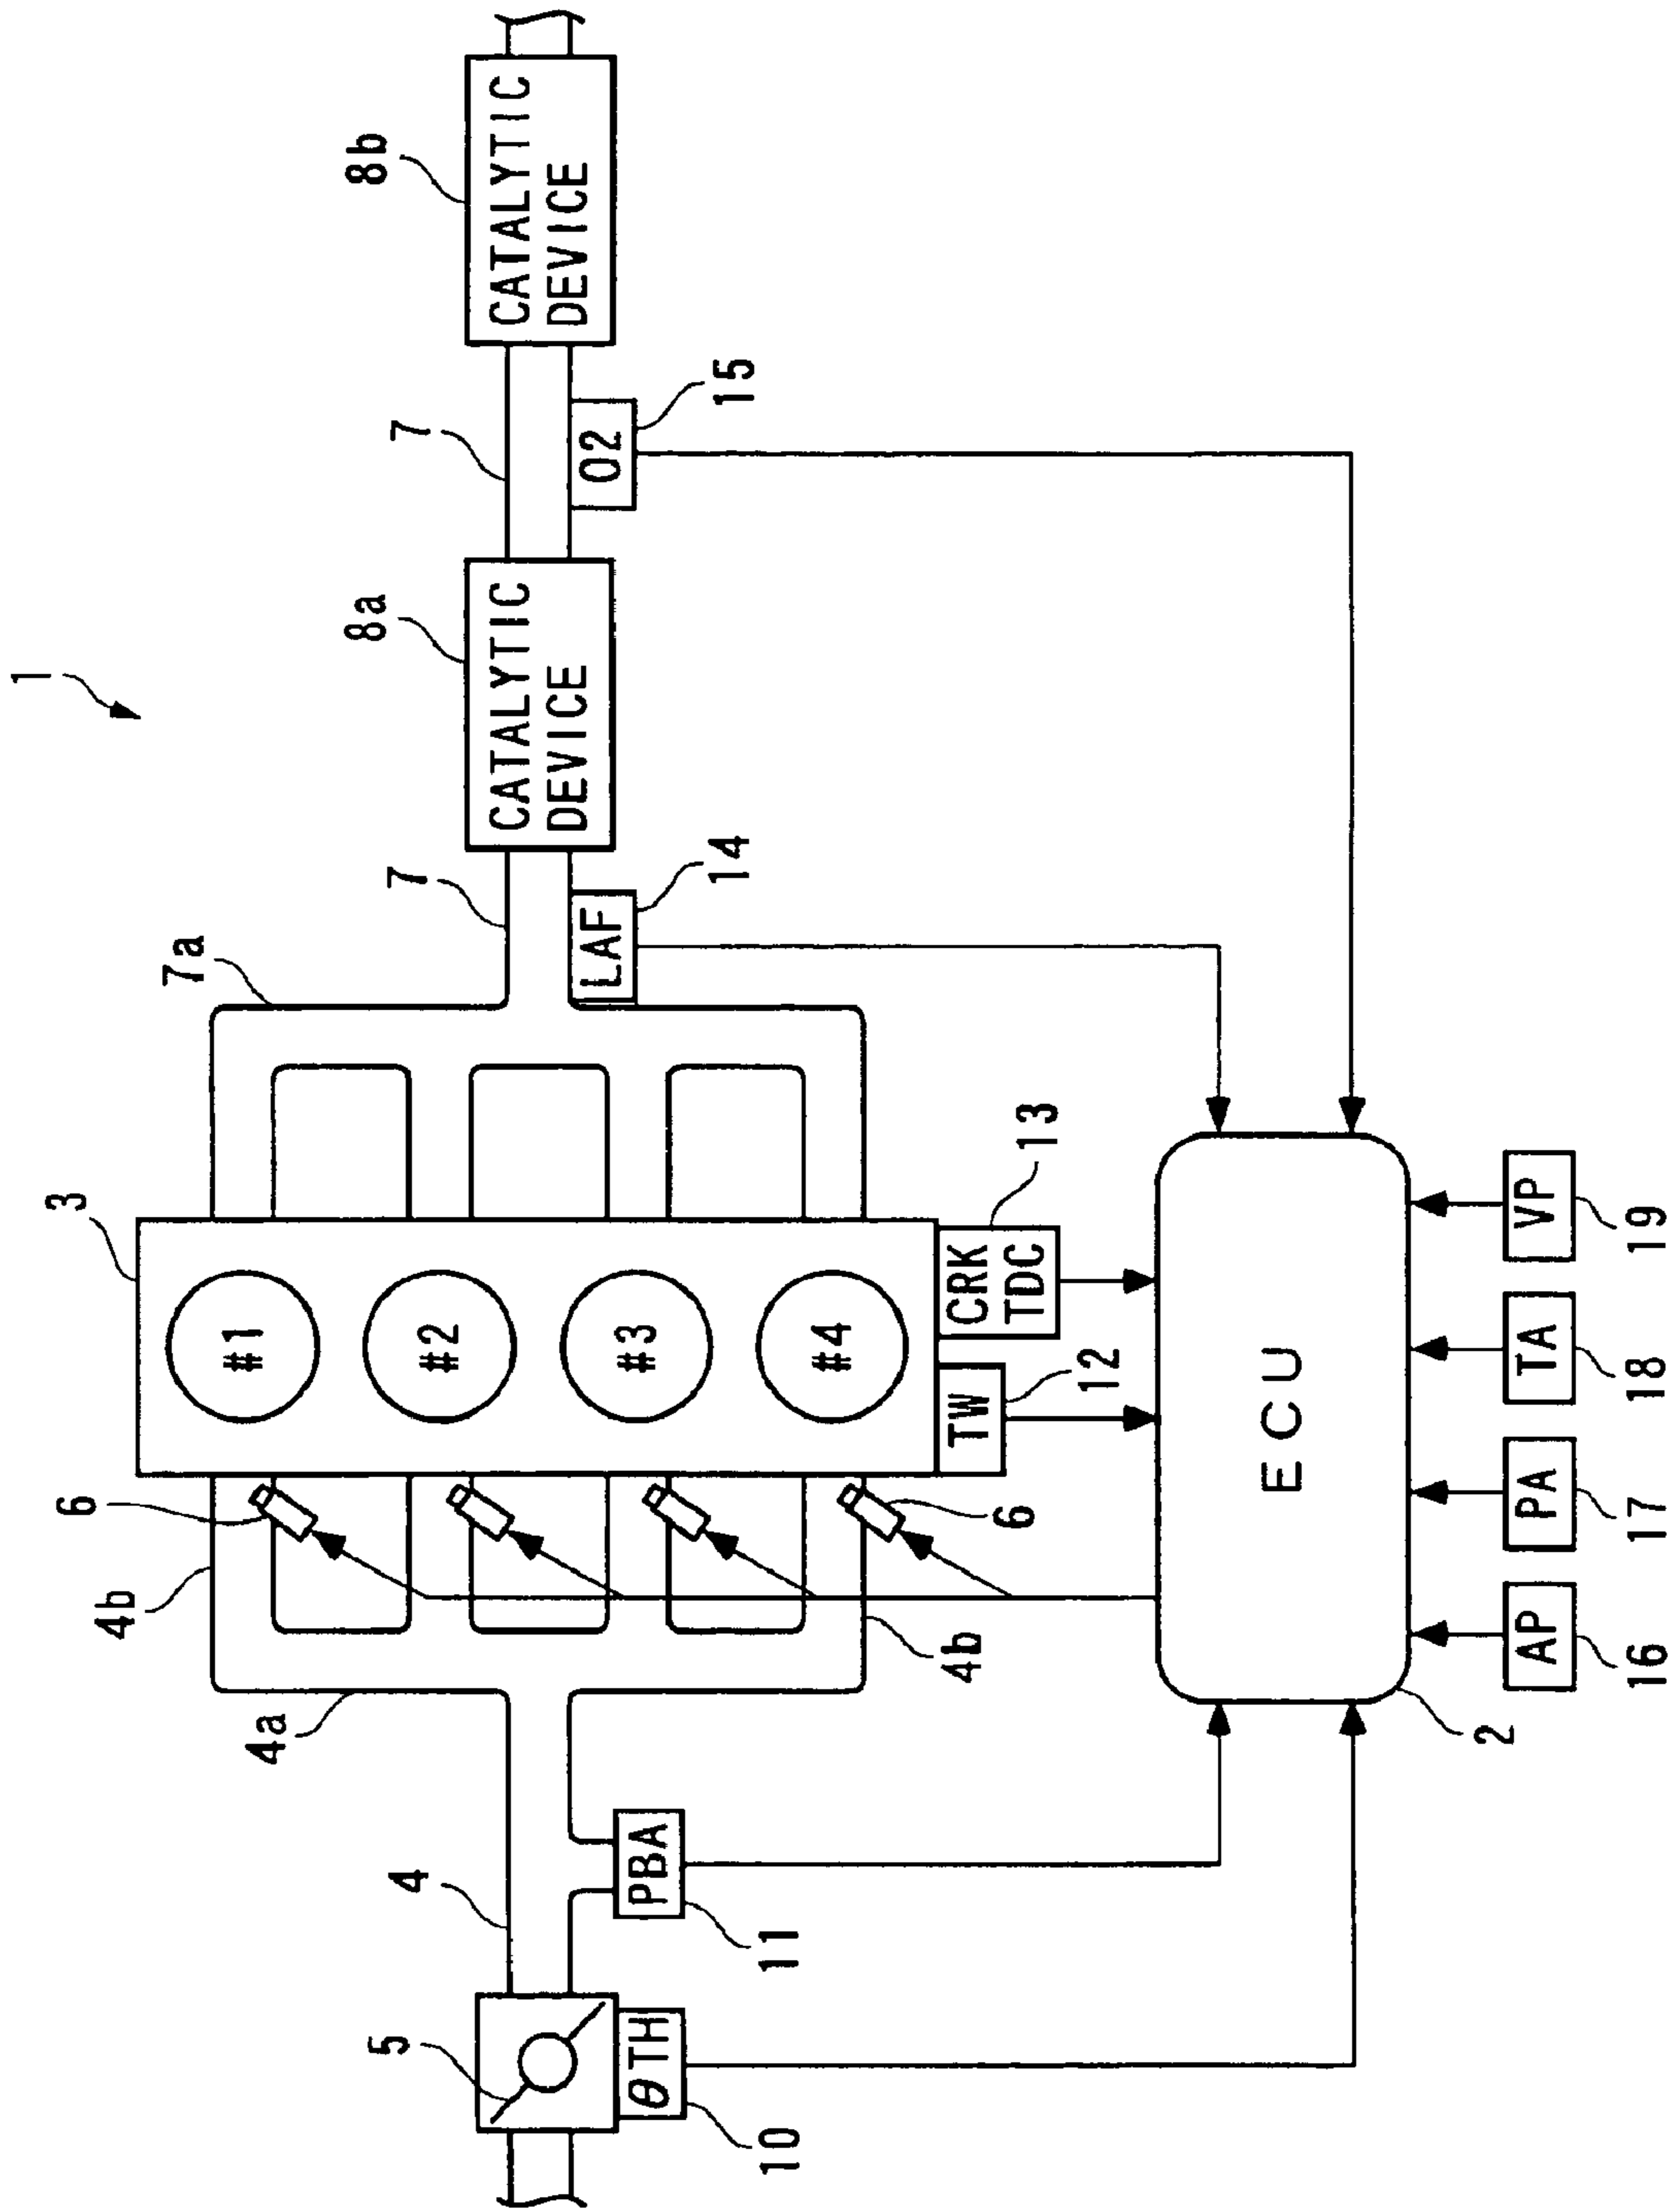 1
3
6
4b
4a
4
5
θTH
10
PBA
11
#1
#2
#3
#4
6
4b
7a
7
7
8a
CATALYTIC
DEVICE
8b
CATALYTIC
DEVICE
LAF
14
O2
15
TW
12
CRK
TDC
13
ECU
2
AP
16
PA
17
TA
18
VP
19